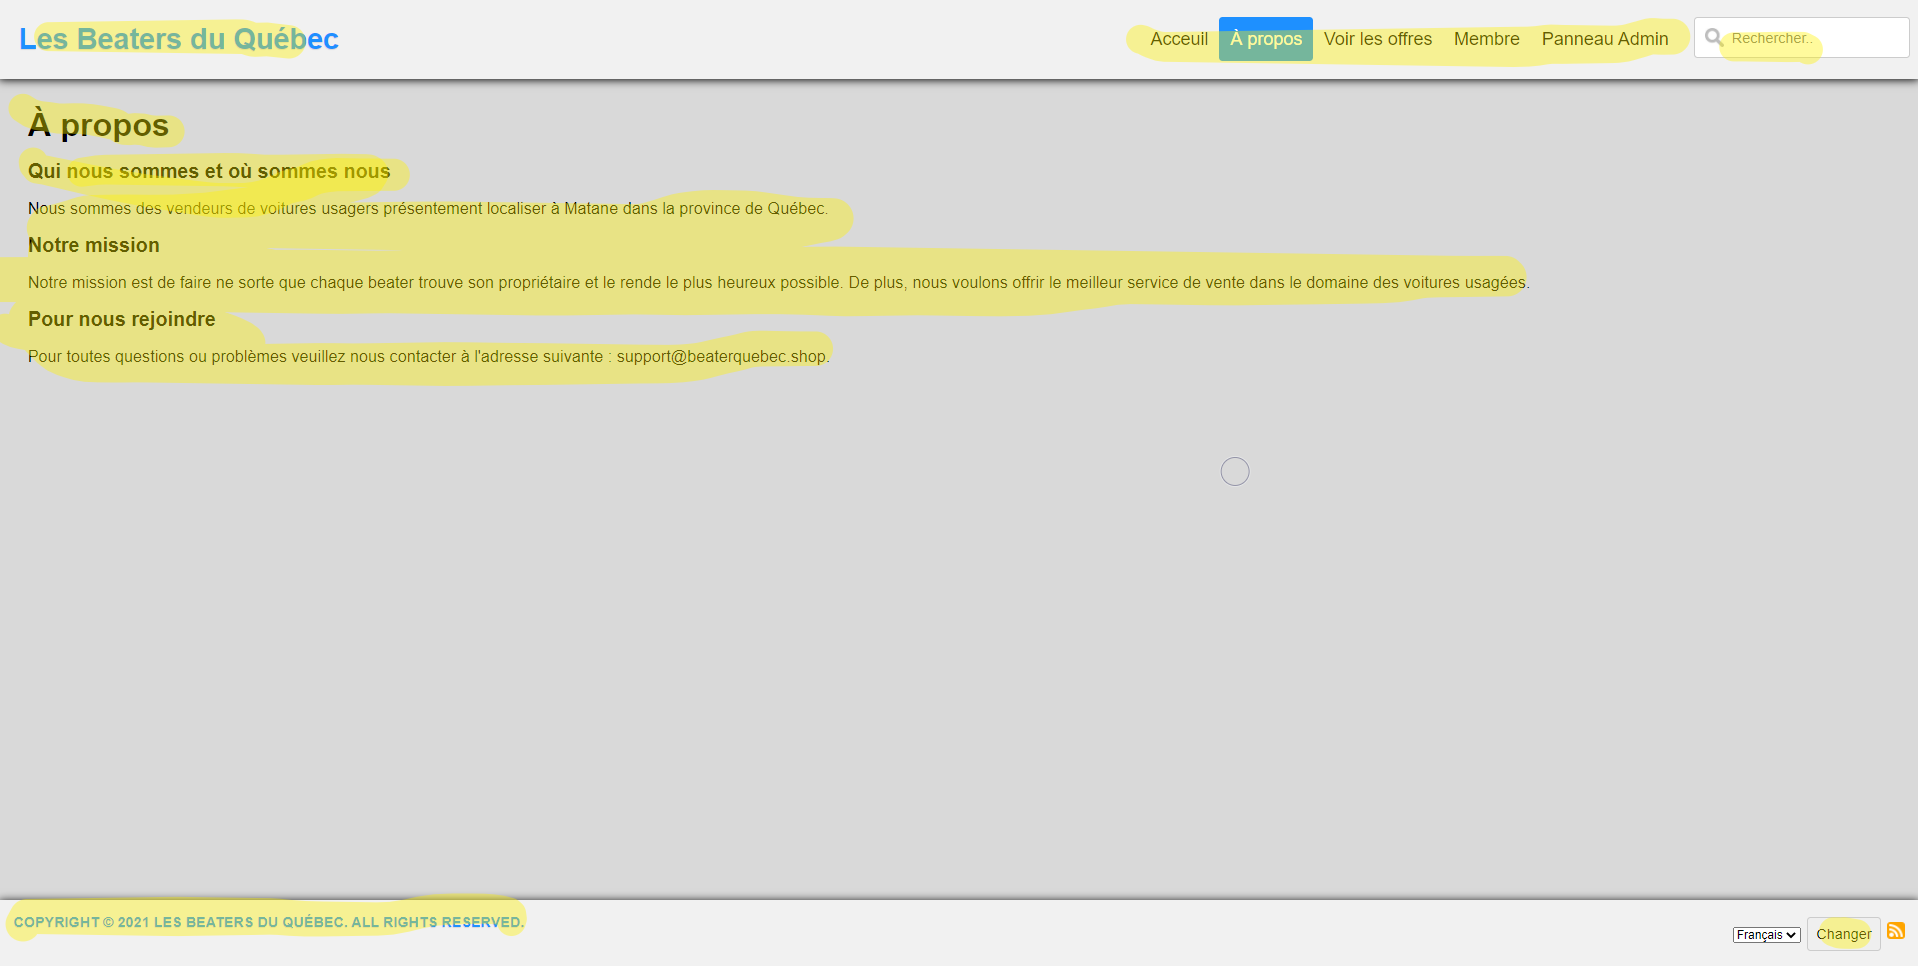 Les Beaters du Québec
Acceuil À propos Voir les offres Membre Panneau Admin Rechercher..
À propos
Qui nous sommes et où sommes nous
Nous sommes des vendeurs de voitures usagers présentement localiser à Matane dans la province de Québec.
Notre mission
Notre mission est de faire ne sorte que chaque beater trouve son propriétaire et le rende le plus heureux possible. De plus, nous voulons offrir le meilleur service de vente dans le domaine des voitures usagées.
Pour nous rejoindre
Pour toutes questions ou problèmes veuillez nous contacter à l'adresse suivante : support@beaterquebec.shop.
COPYRIGHT © 2021 LES BEATERS DU QUÉBEC. ALL RIGHTS RESERVED.
Français Changer